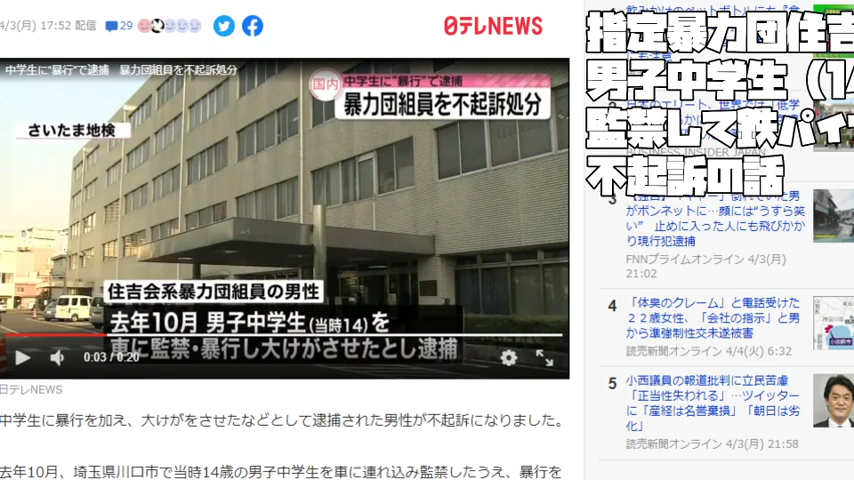 4/3(月) 17:52 配信
29
日テレNEWS
中学生に"暴行"で逮捕 暴力団組員を不起訴処分
国内
中学生に"暴行"で逮捕
暴力団組員を不起訴処分
さいたま地検
住吉会系暴力団組員の男性
去年10月 男子中学生(当時14)を
車に監禁・暴行し大けがさせたとし逮捕
0:03 / 0:20
日テレNEWS
中学生に暴行を加え、大けがをさせたなどとして逮捕された男性が不起訴になりました。
去年10月、埼玉県川口市で当時14歳の男子中学生を車に連れ込み監禁したうえ、暴行を
指定暴力団住吉
男子中学生（14
監禁して鉄パイ
不起訴の話
BUSINESS INSIDER JAPAN
3
倒れていた男
がボンネットに…顔には“うすら笑
い” 止めに入った人にも飛びかか
り現行犯逮捕
FNNプライムオンライン 4/3(月)
21:02
4
「体臭のクレーム」と電話受けた
２２歳女性、「会社の指示」と男
から準強制性交未遂被害
読売新聞オンライン 4/4(火) 6:32
5
小西議員の報道批判に立民苦慮
「正当性失われる」…ツイッター
に「産経は名誉棄損」「朝日は劣
化」
読売新聞オンライン 4/3(月) 21:58